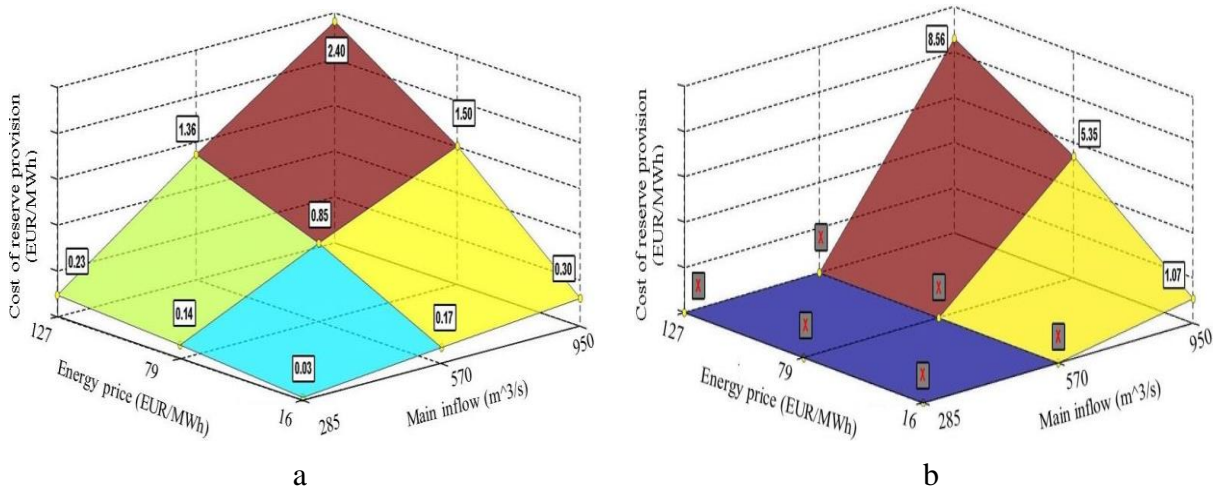 2.40
1.36
1.50
0.85
0.23
0.14
0.17
0.30
0.03
Cost of reserve provision
(EUR/MWh)
127
79
16
Energy price (EUR/MWh)
285
570
950
Main inflow (m^3/s)
a
8.56
5.35
X
X
X
1.07
X
X
X
Cost of reserve provision
(EUR/MWh)
127
79
16
Energy price (EUR/MWh)
285
570
950
Main inflow (m^3/s)
b